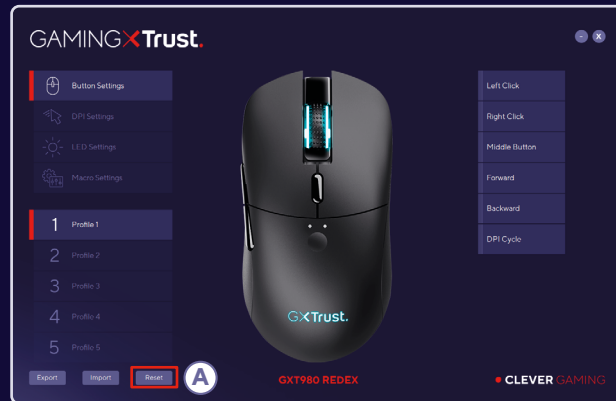 GAMING Trust.
- x
Button Settings
DPI Settings
LED Settings
Macro Settings
1 Profile 1
2 Profile 2
3 Profile 3
4 Profile 4
5 Profile 5
Export Import Reset A
GXTrust.
GXT980 REDEX
Left Click
Right Click
Middle Button
Forward
Backward
DPI Cycle
CLEVER GAMING